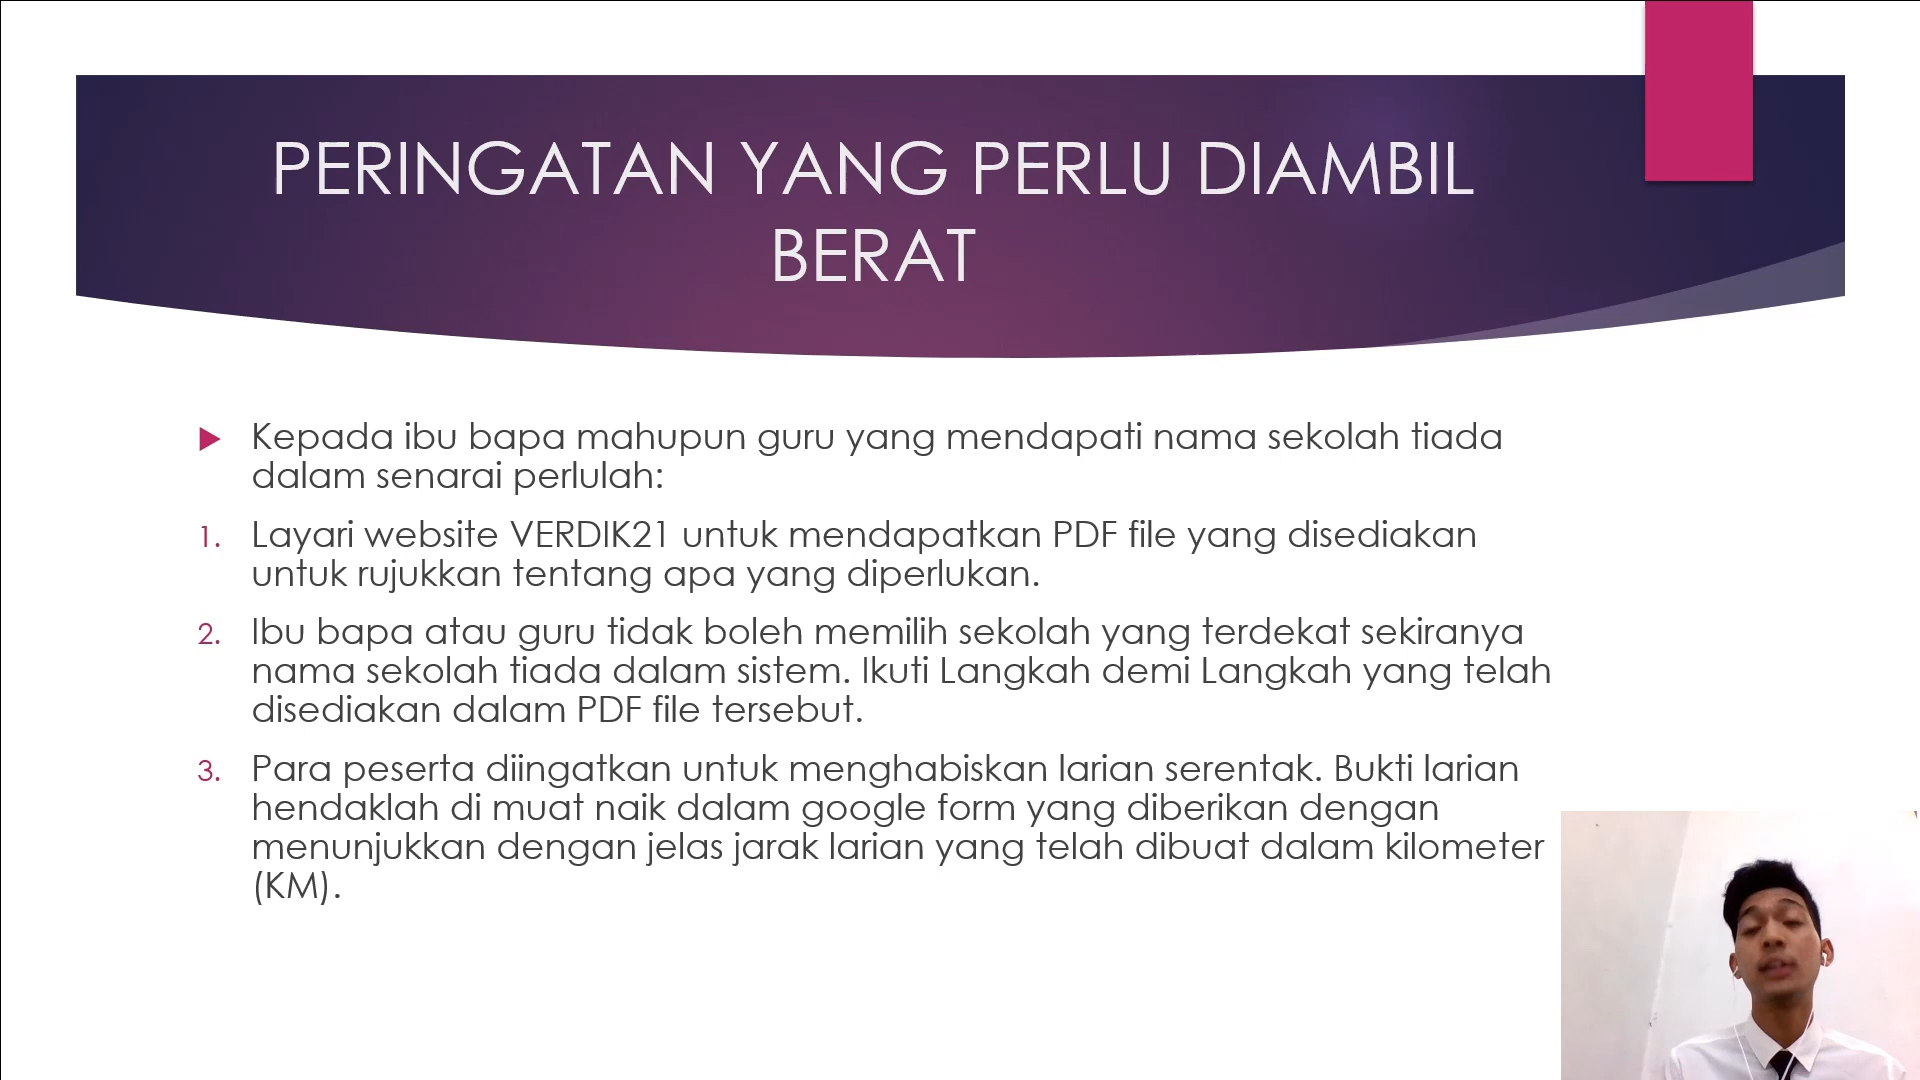 PERINGATAN YANG PERLU DIAMBIL
BERAT
Kepada ibu bapa mahupun guru yang mendapati nama sekolah tiada
dalam senarai perlulah:
1. Layari website VERDIK21 untuk mendapatkan PDF file yang disediakan
untuk rujukkan tentang apa yang diperlukan.
2. Ibu bapa atau guru tidak boleh memilih sekolah yang terdekat sekiranya
nama sekolah tiada dalam sistem. Ikuti Langkah demi Langkah yang telah
disediakan dalam PDF file tersebut.
3. Para peserta diingatkan untuk menghabiskan larian serentak. Bukti larian
hendaklah di muat naik dalam google form yang diberikan dengan
menunjukkan dengan jelas jarak larian yang telah dibuat dalam kilometer
(KM).